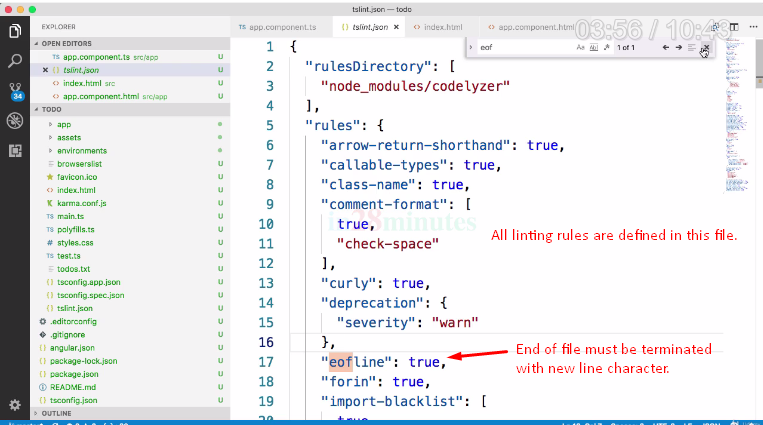 tslint.json — todo
EXPLORER
OPEN EDITORS
TS app.component.ts src/app U
tslint.json U
index.html src U
app.component.html src/app U
TODO
app
assets
environments
browserslist U
favicon.ico U
index.html U
karma.conf.js U
main.ts U
polyfills.ts U
styles.css U
test.ts U
todos.txt U
tsconfig.app.json U
tsconfig.spec.json U
tslint.json U
.editorconfig U
.gitignore U
angular.json U
package-lock.json U
package.json U
README.md U
tsconfig.json U
OUTLINE
34
TS app.component.ts
tslint.json
index.html
app.component.html
03:56 / 10:43
eof Aa Abl .* 1 of 1
1 {
2 "rulesDirectory": [
3 "node_modules/codelyzer"
4 ],
5 "rules": {
6 "arrow-return-shorthand": true,
7 "callable-types": true,
8 "class-name": true,
9 "comment-format": [
10 true,
11 "check-space"
12 ],
13 "curly": true,
14 "deprecation": {
15 "severity": "warn"
16 },
17 "eofline": true,
18 "forin": true,
19 "import-blacklist": [
20 true
in28minutes
All linting rules are defined in this file.
End of file must be terminated
with new line character.